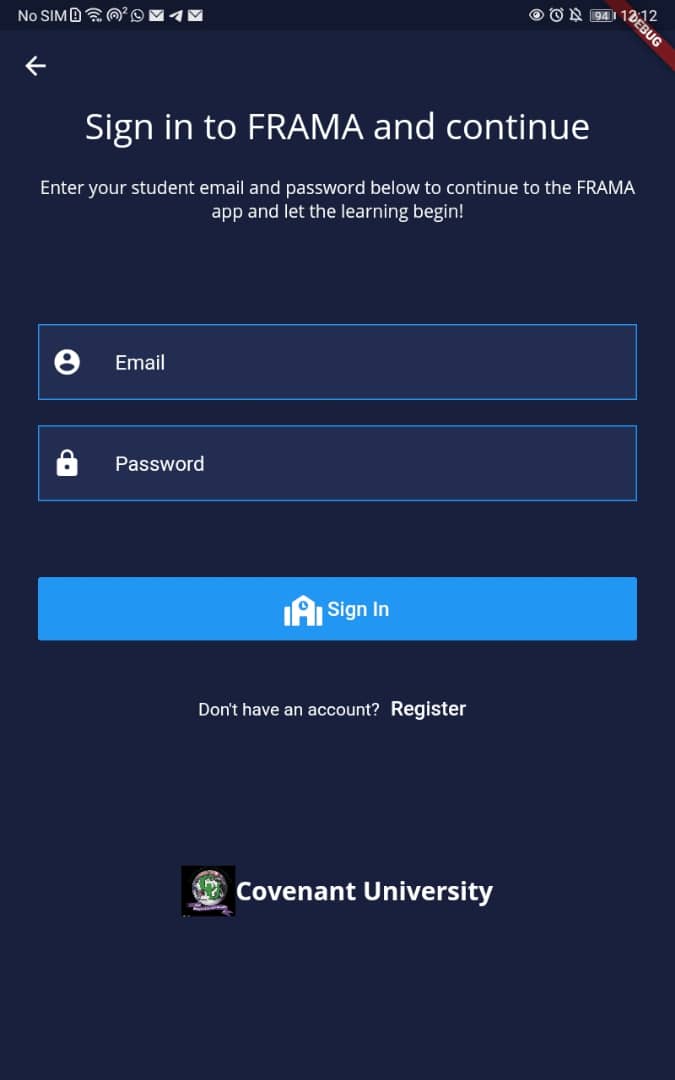 No SIM 2 94 12:12
DEBUG
Sign in to FRAMA and continue
Enter your student email and password below to continue to the FRAMA
app and let the learning begin!
Email
Password
Sign In
Don't have an account? Register
Covenant University